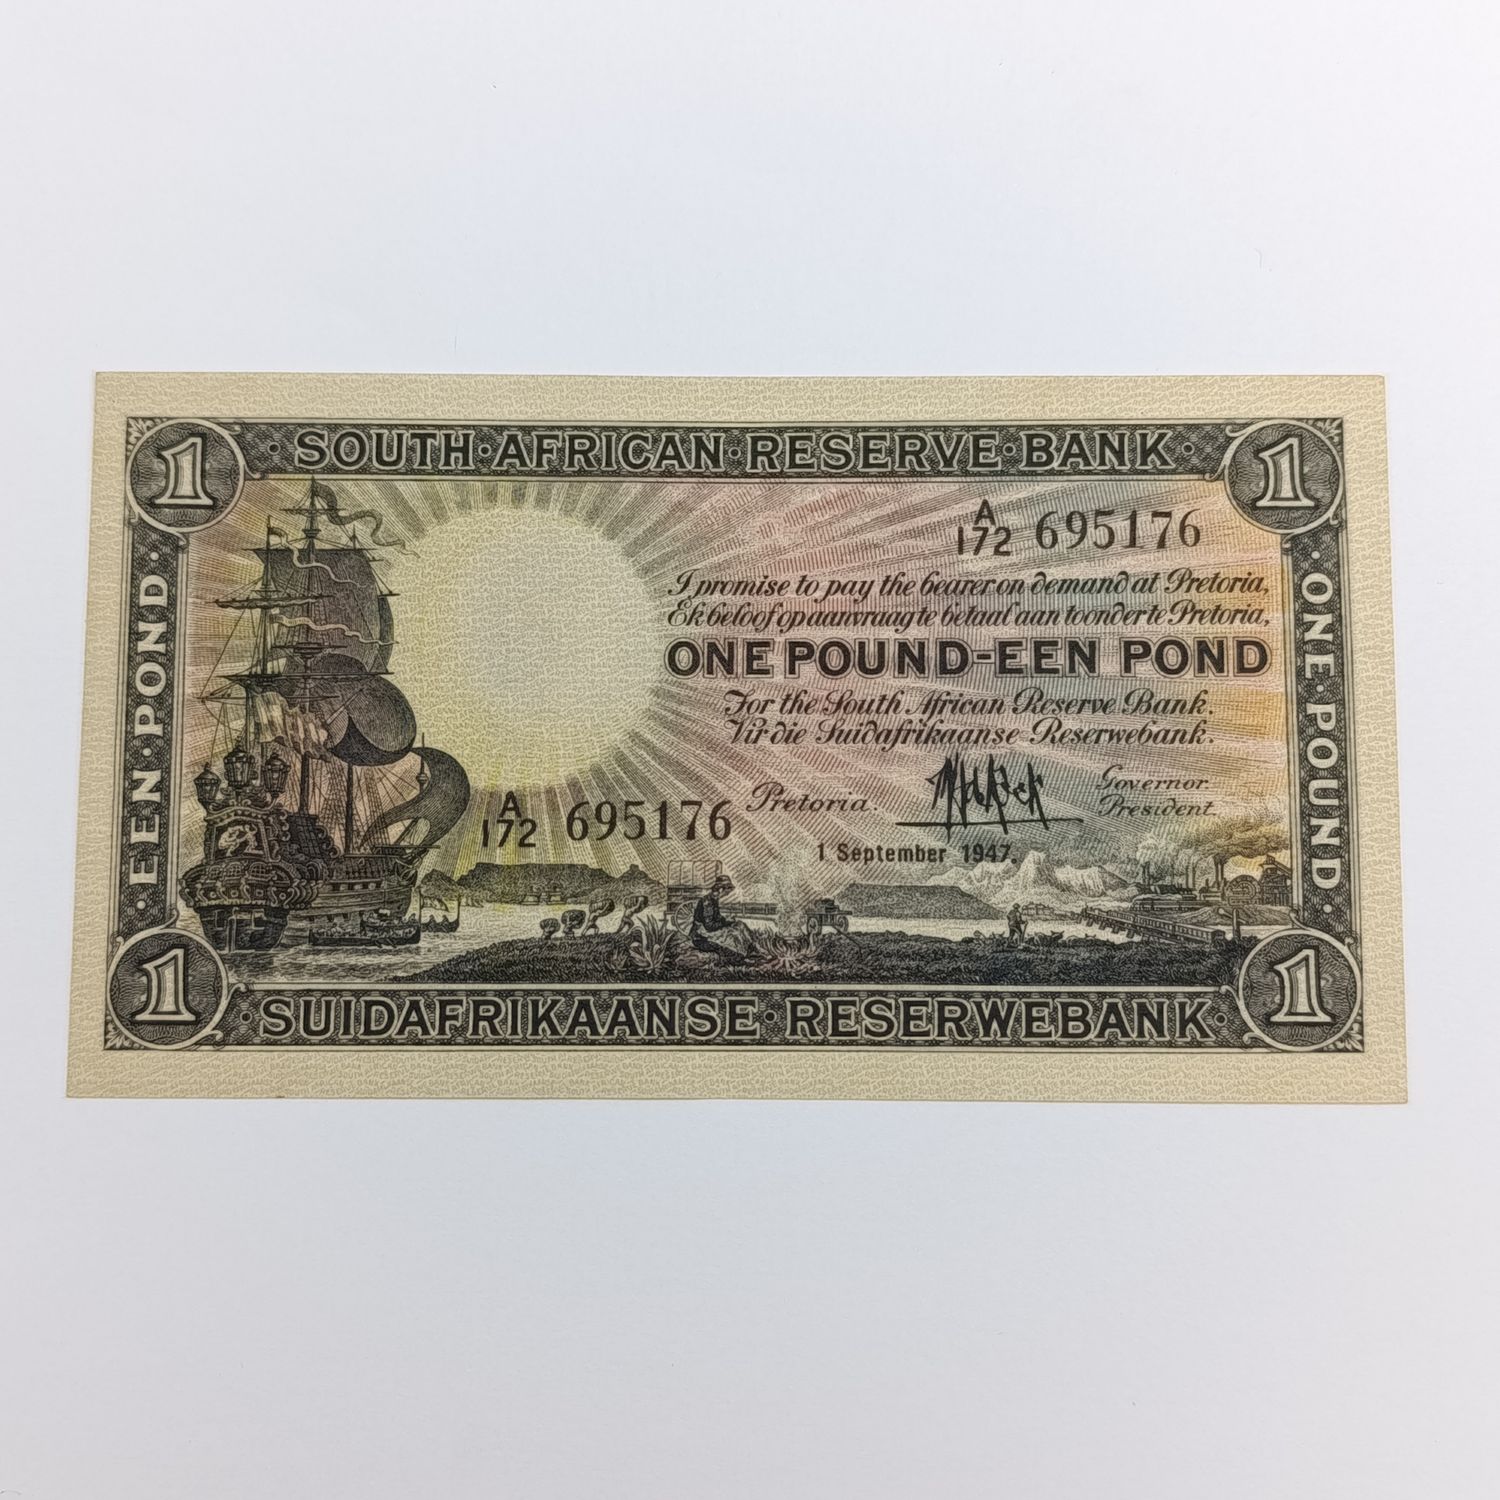 1 · SOUTH · AFRICAN · RESERVE · BANK · 1
A
172 695176
I promise to pay the bearer on demand at Pretoria,
Ek beloof op aanvraag te betaal aan toonder te Pretoria,
ONE POUND-EEN POND
For the South African Reserve Bank.
Vir die Suidafrikaanse Reserwebank.
Pretoria.
Governor.
President.
A
172 695176
1 September 1947.
· EEN · POND ·
· ONE · POUND ·
1 · SUIDAFRIKAANSE · RESERWEBANK · 1